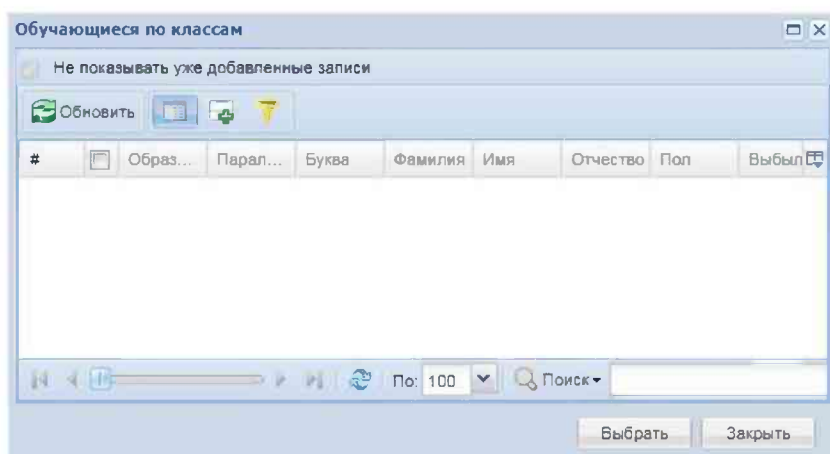 Обучающиеся по классам
Не показывать уже добавленные записи
Обновить
# Образ... Парал... Буква Фамилия Имя Отчество Пол Выбыл
По: 100 Поиск
Выбрать Закрыть